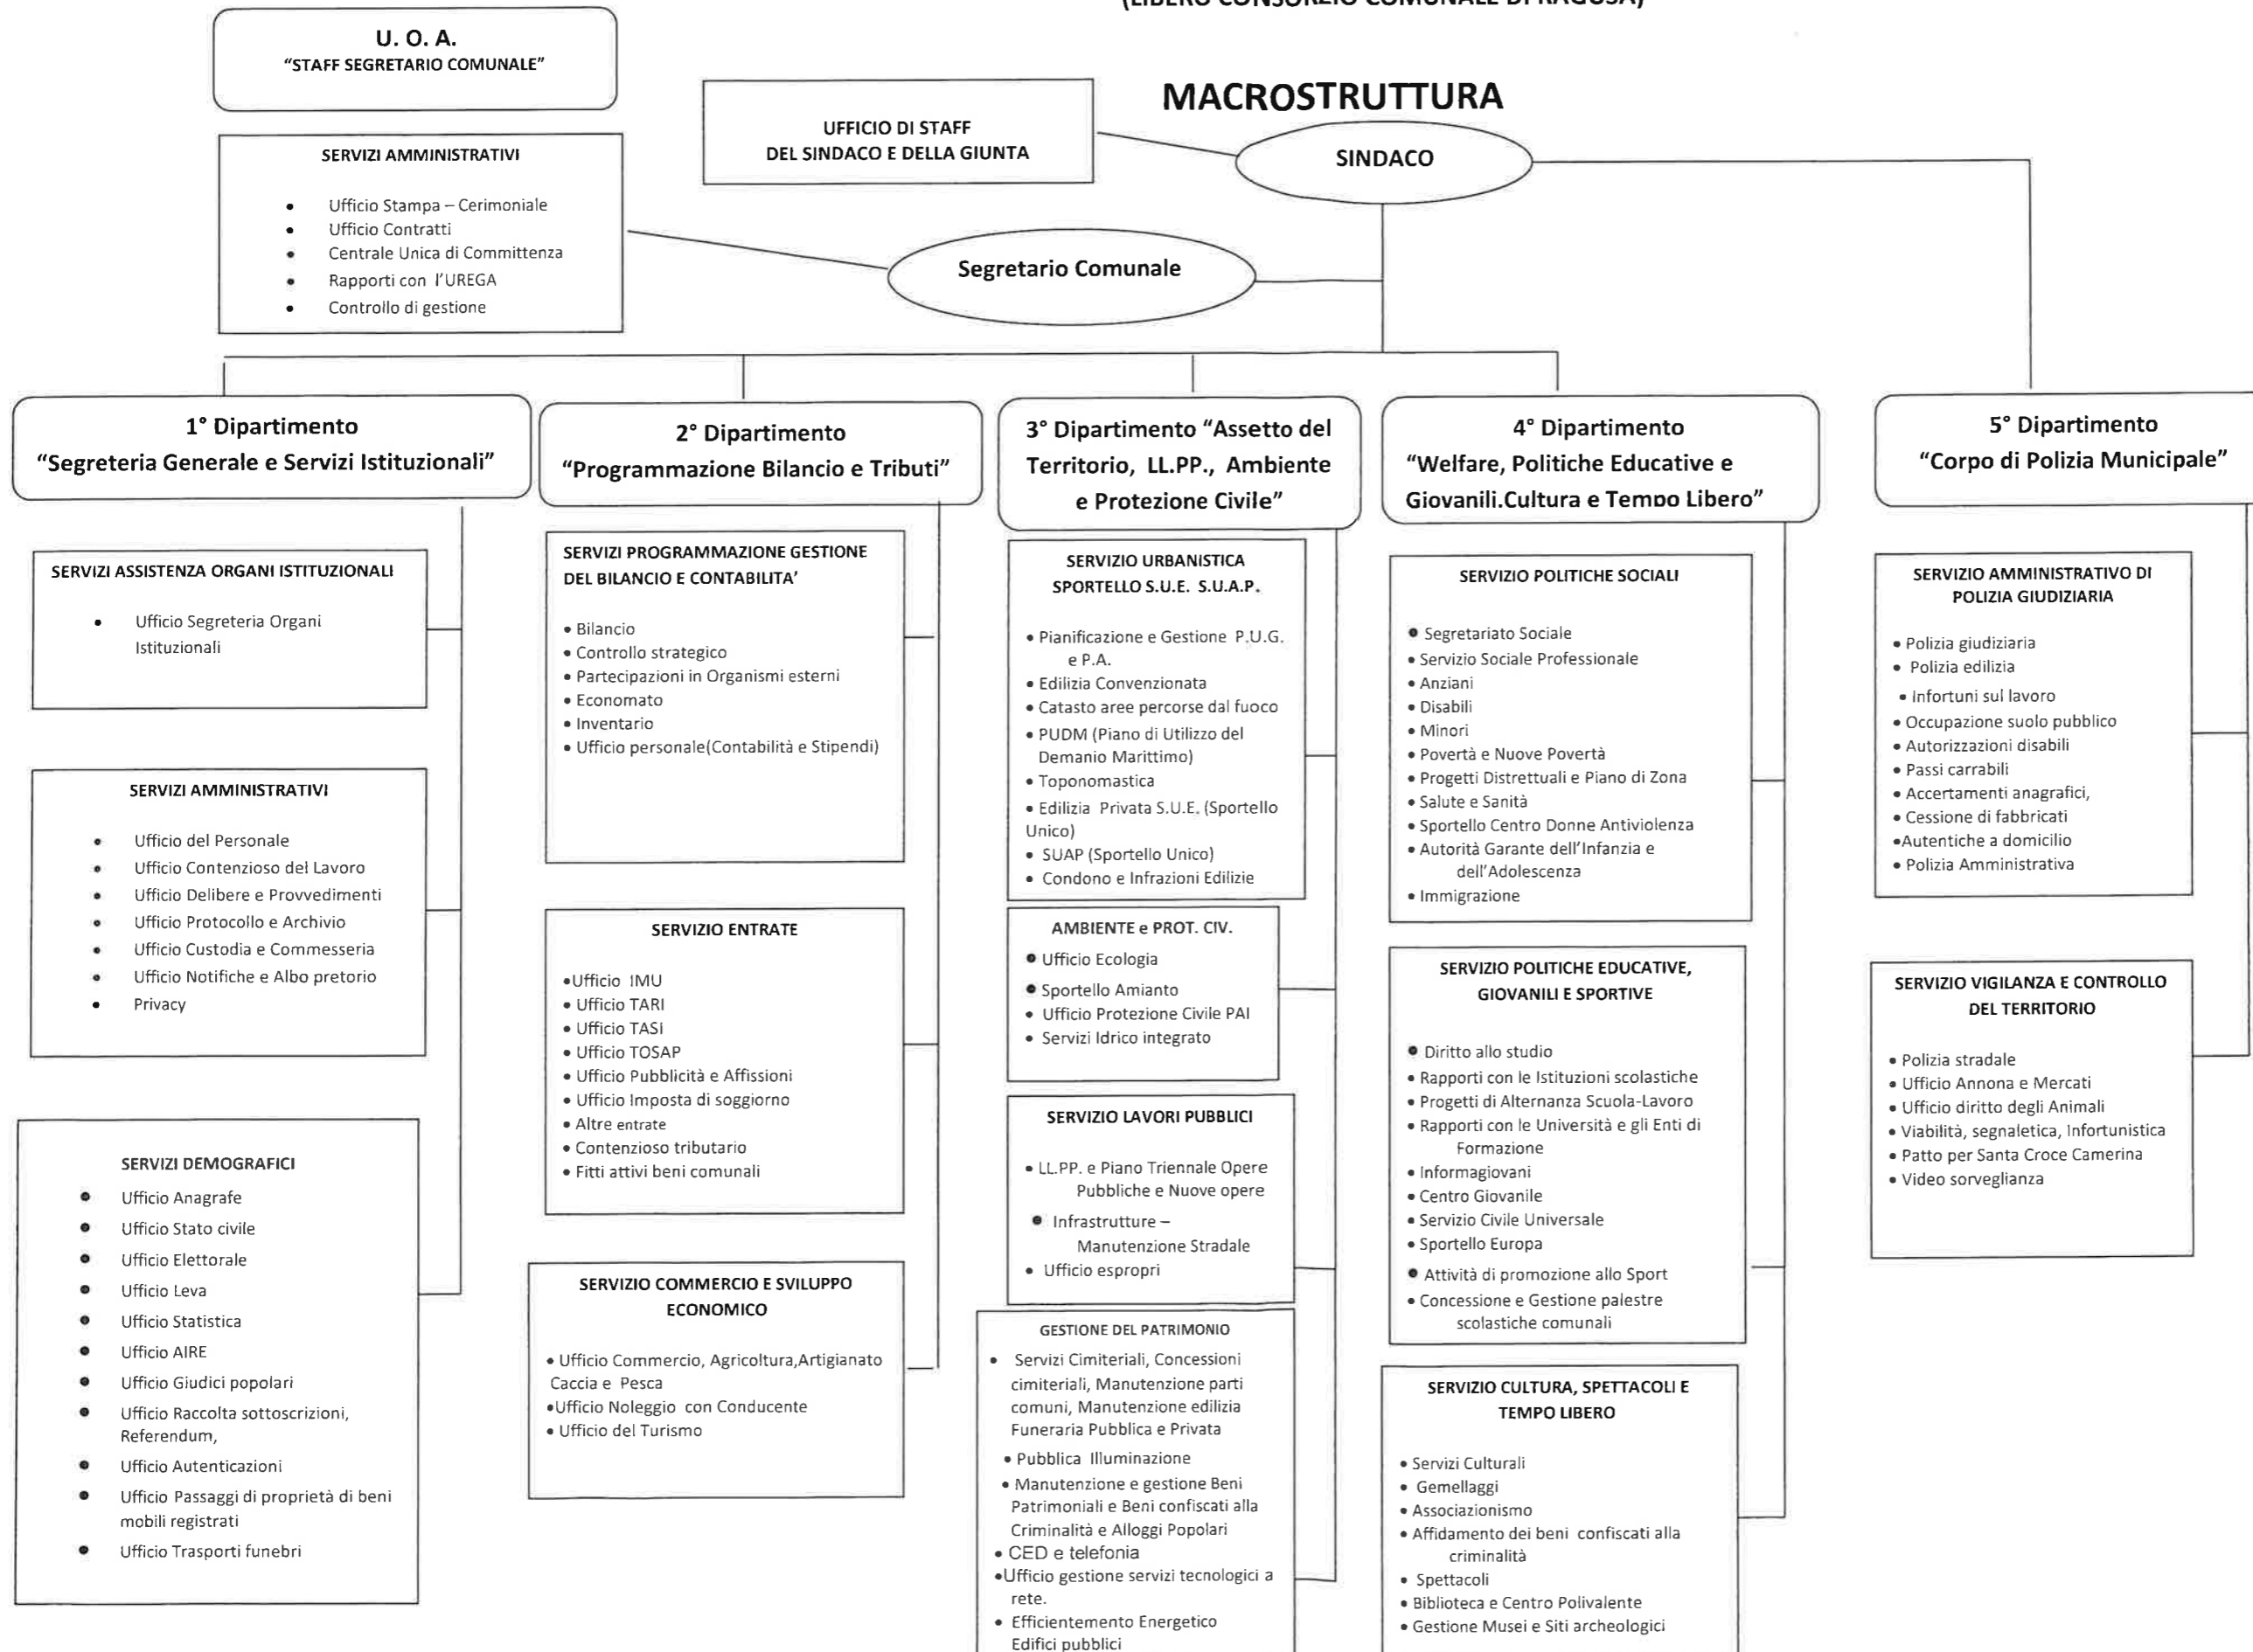 (LIBERO CONSORZIO COMUNALE DI RAGUSA)
U. O. A.
“STAFF SEGRETARIO COMUNALE”
MACROSTRUTTURA
UFFICIO DI STAFF
DEL SINDACO E DELLA GIUNTA
SINDACO
SERVIZI AMMINISTRATIVI
• Ufficio Stampa – Cerimoniale
• Ufficio Contratti
• Centrale Unica di Committenza
• Rapporti con l’UREGA
• Controllo di gestione
Segretario Comunale
1° Dipartimento
“Segreteria Generale e Servizi Istituzionali”
SERVIZI ASSISTENZA ORGANI ISTITUZIONALI
• Ufficio Segreteria Organi
Istituzionali
SERVIZI AMMINISTRATIVI
• Ufficio del Personale
• Ufficio Contenzioso del Lavoro
• Ufficio Delibere e Provvedimenti
• Ufficio Protocollo e Archivio
• Ufficio Custodia e Commesseria
• Ufficio Notifiche e Albo pretorio
• Privacy
SERVIZI DEMOGRAFICI
• Ufficio Anagrafe
• Ufficio Stato civile
• Ufficio Elettorale
• Ufficio Leva
• Ufficio Statistica
• Ufficio AIRE
• Ufficio Giudici popolari
• Ufficio Raccolta sottoscrizioni,
Referendum,
• Ufficio Autenticazioni
• Ufficio Passaggi di proprietà di beni
mobili registrati
• Ufficio Trasporti funebri
2° Dipartimento
“Programmazione Bilancio e Tributi”
SERVIZI PROGRAMMAZIONE GESTIONE
DEL BILANCIO E CONTABILITA’
• Bilancio
• Controllo strategico
• Partecipazioni in Organismi esterni
• Economato
• Inventario
• Ufficio personale(Contabilità e Stipendi)
SERVIZIO ENTRATE
•Ufficio IMU
• Ufficio TARI
• Ufficio TASI
• Ufficio TOSAP
• Ufficio Pubblicità e Affissioni
• Ufficio Imposta di soggiorno
• Altre entrate
• Contenzioso tributario
• Fitti attivi beni comunali
SERVIZIO COMMERCIO E SVILUPPO
ECONOMICO
• Ufficio Commercio, Agricoltura,Artigianato
Caccia e Pesca
•Ufficio Noleggio con Conducente
• Ufficio del Turismo
3° Dipartimento “Assetto del
Territorio, LL.PP., Ambiente
e Protezione Civile”
SERVIZIO URBANISTICA
SPORTELLO S.U.E. S.U.A.P.
• Pianificazione e Gestione P.U.G.
e P.A.
• Edilizia Convenzionata
• Catasto aree percorse dal fuoco
• PUDM (Piano di Utilizzo del
Demanio Marittimo)
• Toponomastica
• Edilizia Privata S.U.E. (Sportello
Unico)
• SUAP (Sportello Unico)
• Condono e Infrazioni Edilizie
AMBIENTE e PROT. CIV.
• Ufficio Ecologia
• Sportello Amianto
• Ufficio Protezione Civile PAI
• Servizi Idrico integrato
SERVIZIO LAVORI PUBBLICI
• LL.PP. e Piano Triennale Opere
Pubbliche e Nuove opere
• Infrastrutture –
Manutenzione Stradale
• Ufficio espropri
GESTIONE DEL PATRIMONIO
• Servizi Cimiteriali, Concessioni
cimiteriali, Manutenzione parti
comuni, Manutenzione edilizia
Funeraria Pubblica e Privata
• Pubblica Illuminazione
• Manutenzione e gestione Beni
Patrimoniali e Beni confiscati alla
Criminalità e Alloggi Popolari
• CED e telefonia
•Ufficio gestione servizi tecnologici a
rete.
• Efficientemento Energetico
Edifici pubblici
4° Dipartimento
“Welfare, Politiche Educative e
Giovanili.Cultura e Tempo Libero”
SERVIZIO POLITICHE SOCIALI
• Segretariato Sociale
• Servizio Sociale Professionale
• Anziani
• Disabili
• Minori
• Povertà e Nuove Povertà
• Progetti Distrettuali e Piano di Zona
• Salute e Sanità
• Sportello Centro Donne Antiviolenza
• Autorità Garante dell’Infanzia e
dell’Adolescenza
• Immigrazione
SERVIZIO POLITICHE EDUCATIVE,
GIOVANILI E SPORTIVE
• Diritto allo studio
• Rapporti con le Istituzioni scolastiche
• Progetti di Alternanza Scuola-Lavoro
• Rapporti con le Università e gli Enti di
Formazione
• Informagiovani
• Centro Giovanile
• Servizio Civile Universale
• Sportello Europa
• Attività di promozione allo Sport
• Concessione e Gestione palestre
scolastiche comunali
SERVIZIO CULTURA, SPETTACOLI E
TEMPO LIBERO
• Servizi Culturali
• Gemellaggi
• Associazionismo
• Affidamento dei beni confiscati alla
criminalità
• Spettacoli
• Biblioteca e Centro Polivalente
• Gestione Musei e Siti archeologici
5° Dipartimento
“Corpo di Polizia Municipale”
SERVIZIO AMMINISTRATIVO DI
POLIZIA GIUDIZIARIA
• Polizia giudiziaria
• Polizia edilizia
• Infortuni sul lavoro
• Occupazione suolo pubblico
• Autorizzazioni disabili
• Passi carrabili
• Accertamenti anagrafici,
• Cessione di fabbricati
•Autentiche a domicilio
• Polizia Amministrativa
SERVIZIO VIGILANZA E CONTROLLO
DEL TERRITORIO
• Polizia stradale
• Ufficio Annona e Mercati
• Ufficio diritto degli Animali
• Viabilità, segnaletica, Infortunistica
• Patto per Santa Croce Camerina
• Video sorveglianza